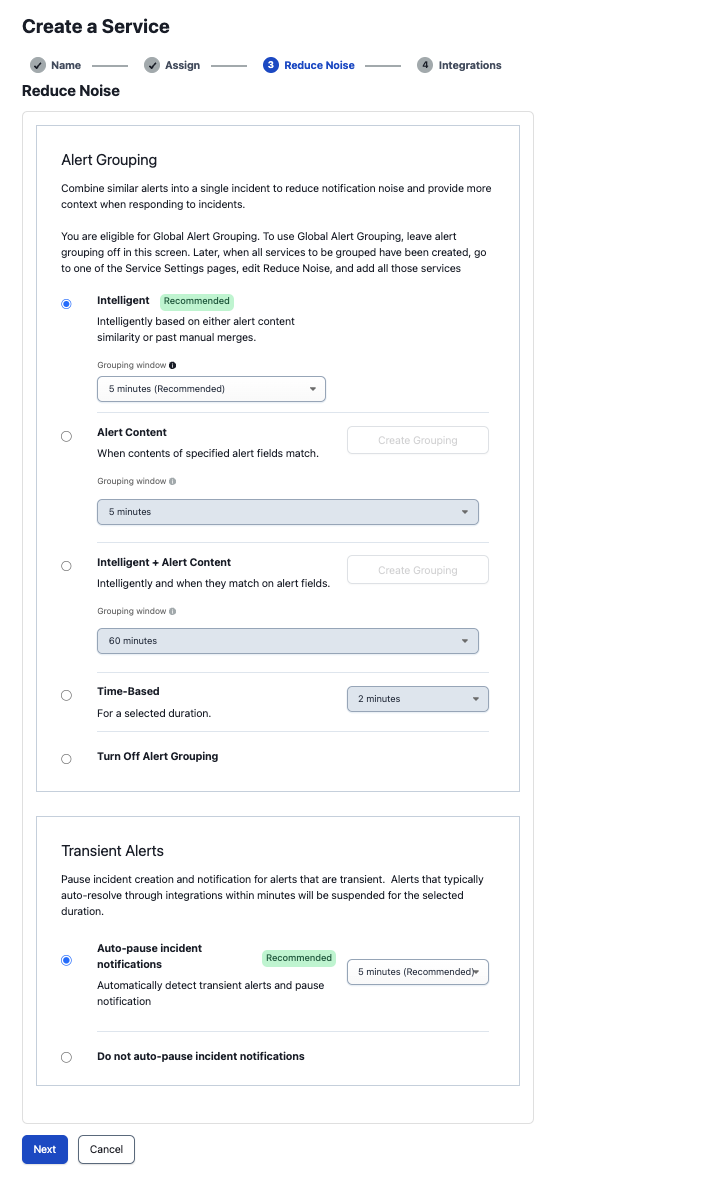 Create a Service
Name
Assign
3 Reduce Noise
4 Integrations
Reduce Noise
Alert Grouping
Combine similar alerts into a single incident to reduce notification noise and provide more
context when responding to incidents.
You are eligible for Global Alert Grouping. To use Global Alert Grouping, leave alert
grouping off in this screen. Later, when all services to be grouped have been created, go
to one of the Service Settings pages, edit Reduce Noise, and add all those services
Intelligent Recommended
Intelligently based on either alert content
similarity or past manual merges.
Grouping window
5 minutes (Recommended)
Alert Content
Create Grouping
When contents of specified alert fields match.
Grouping window
5 minutes
Intelligent + Alert Content
Create Grouping
Intelligently and when they match on alert fields.
Grouping window
60 minutes
Time-Based
2 minutes
For a selected duration.
Turn Off Alert Grouping
Transient Alerts
Pause incident creation and notification for alerts that are transient. Alerts that typically
auto-resolve through integrations within minutes will be suspended for the selected
duration.
Auto-pause incident
notifications
Recommended
5 minutes (Recommended)
Automatically detect transient alerts and pause
notification
Do not auto-pause incident notifications
Next
Cancel